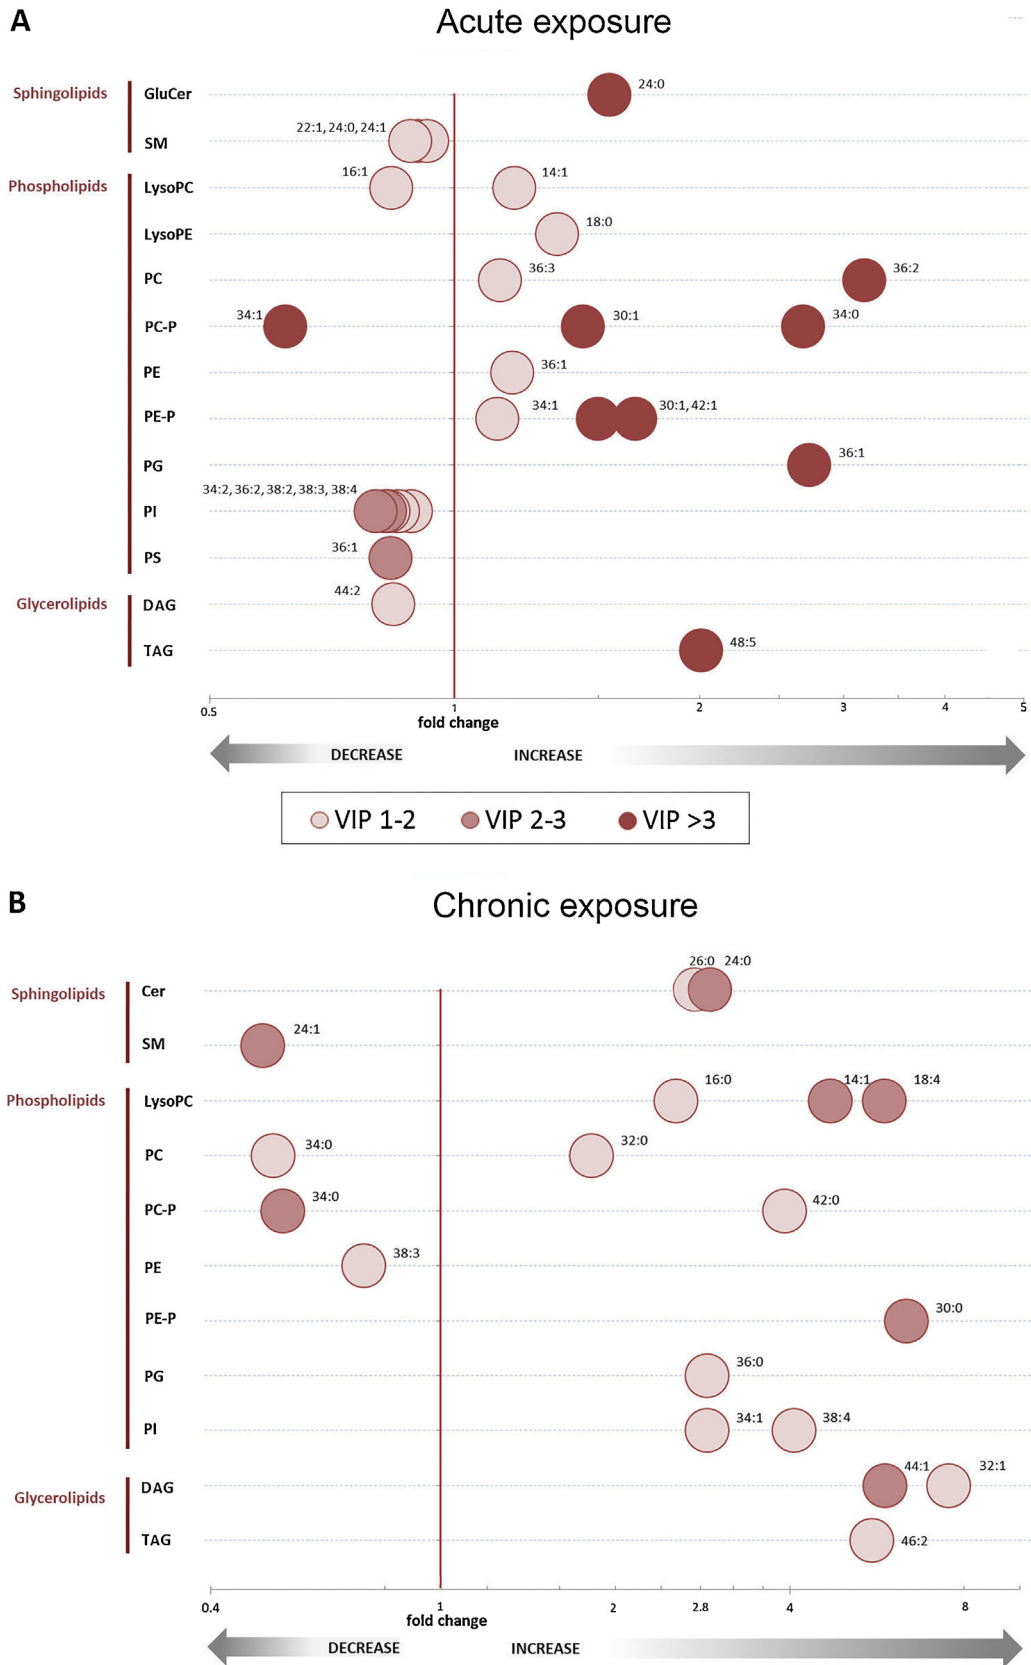 A
Acute exposure
Sphingolipids
GluCer
24:0
SM
22:1, 24:0, 24:1
Phospholipids
LysoPC
16:1
14:1
LysoPE
18:0
PC
36:3
36:2
PC-P
34:1
30:1
34:0
PE
36:1
PE-P
34:1
30:1, 42:1
PG
36:1
PI
34:2, 36:2, 38:2, 38:3, 38:4
PS
36:1
Glycerolipids
DAG
44:2
TAG
48:5
0.5
1
2
3
4
5
fold change
DECREASE
INCREASE
VIP 1-2
VIP 2-3
VIP >3
B
Chronic exposure
Sphingolipids
Cer
26:0
24:0
SM
24:1
Phospholipids
LysoPC
16:0
14:1
18:4
PC
34:0
32:0
PC-P
34:0
42:0
PE
38:3
PE-P
30:0
PG
36:0
PI
34:1
38:4
Glycerolipids
DAG
44:1
32:1
TAG
46:2
0.4
1
2
2.8
4
8
fold change
DECREASE
INCREASE